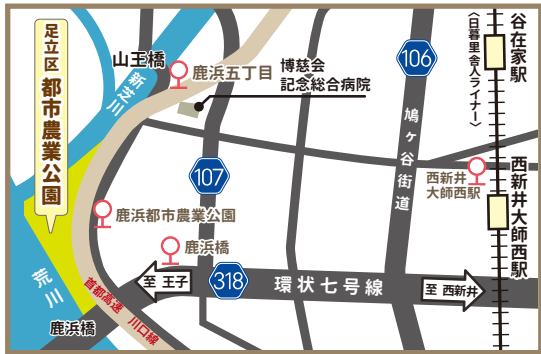 足立区 都市農業公園
山王橋
新芝川
鹿浜五丁目
博慈会
記念総合病院
106
谷在家駅
〈日暮里舎人ライナー〉
鳩ヶ谷街道
107
西新井
大師西駅
西新井大師西駅
鹿浜都市農業公園
鹿浜橋
荒川
至 王子
318
環状七号線
至 西新井
首都高速 川口線
鹿浜橋